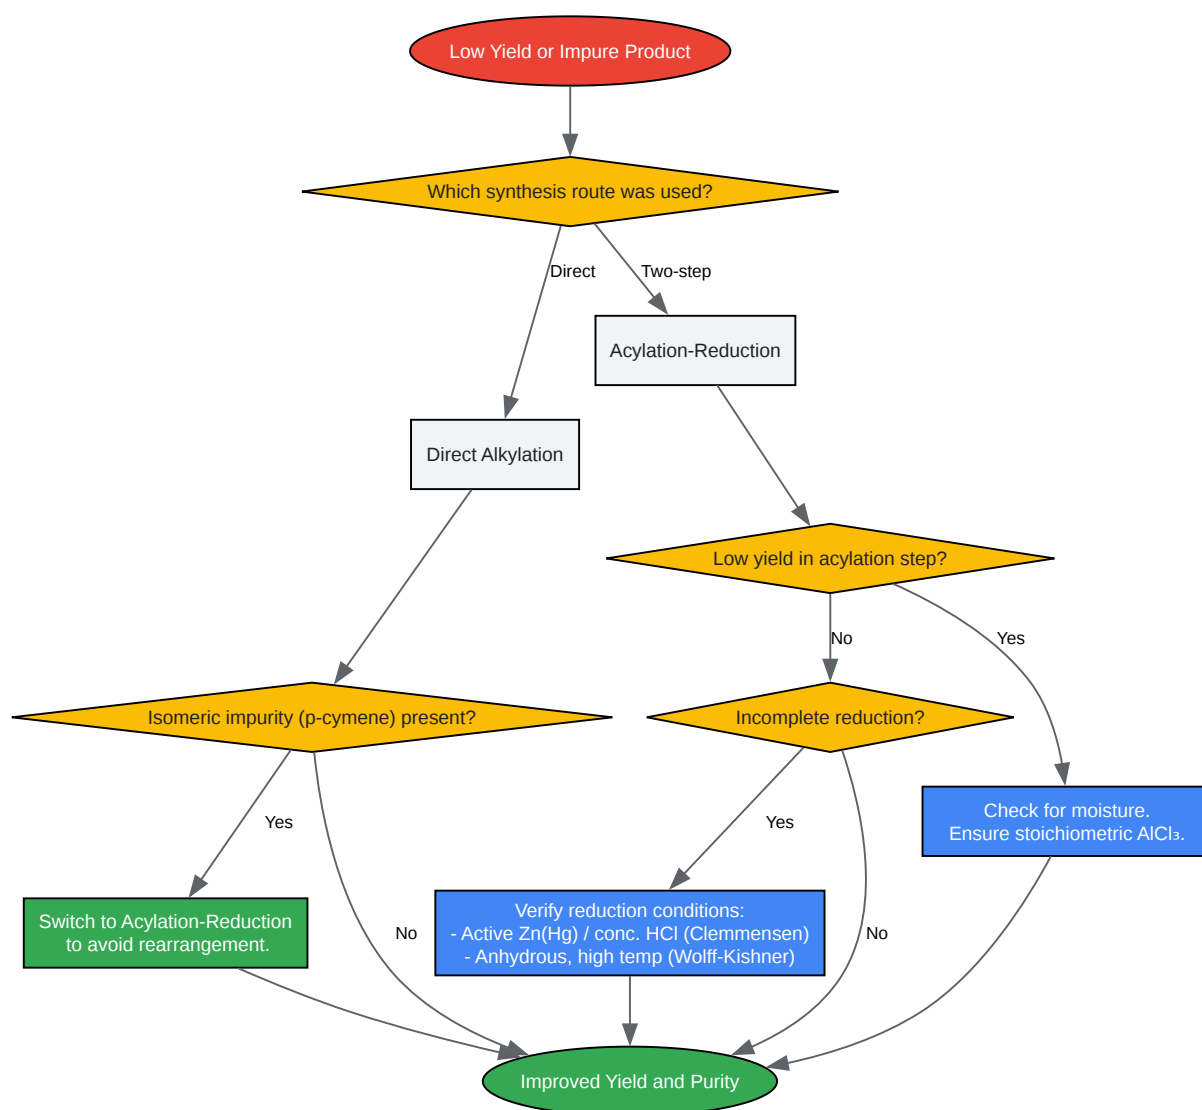 Low Yield or Impure Product
Which synthesis route was used?
Direct
Two-step
Acylation-Reduction
Direct Alkylation
Low yield in acylation step?
No
Yes
Isomeric impurity (p-cymene) present?
Incomplete reduction?
Check for moisture.
Ensure stoichiometric AlCl₃.
Yes
Yes
Switch to Acylation-Reduction
to avoid rearrangement.
No
Verify reduction conditions:
- Active Zn(Hg) / conc. HCl (Clemmensen)
- Anhydrous, high temp (Wolff-Kishner)
No
Improved Yield and Purity